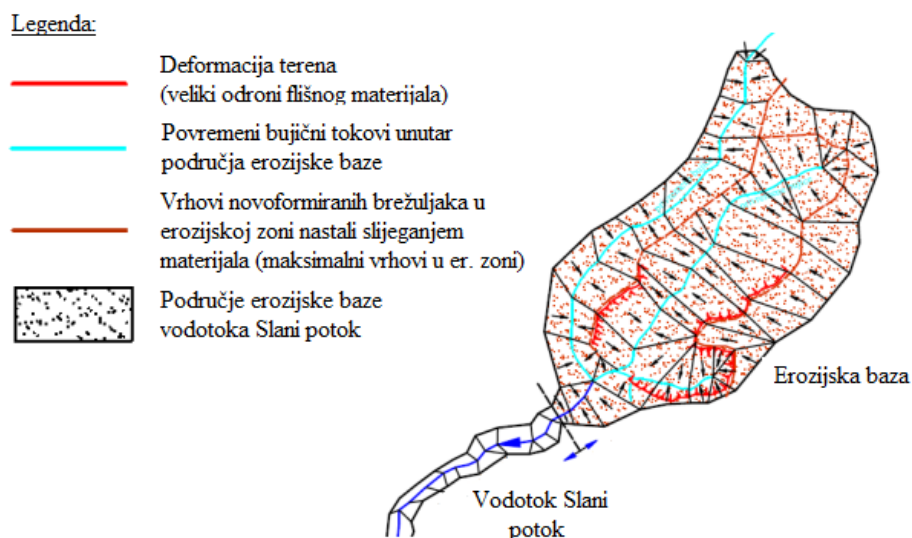 Legenda:
Deformacija terena
(veliki odroni flišnog materijala)
Povremeni bujični tokovi unutar
područja erozijske baze
Vrhovi novoformiranih brežuljaka u
erozijskoj zoni nastali slijeganjem
materijala (maksimalni vrhovi u er. zoni)
Područje erozijske baze
vodotoka Slani potok
Erozijska baza
Vodotok Slani
potok